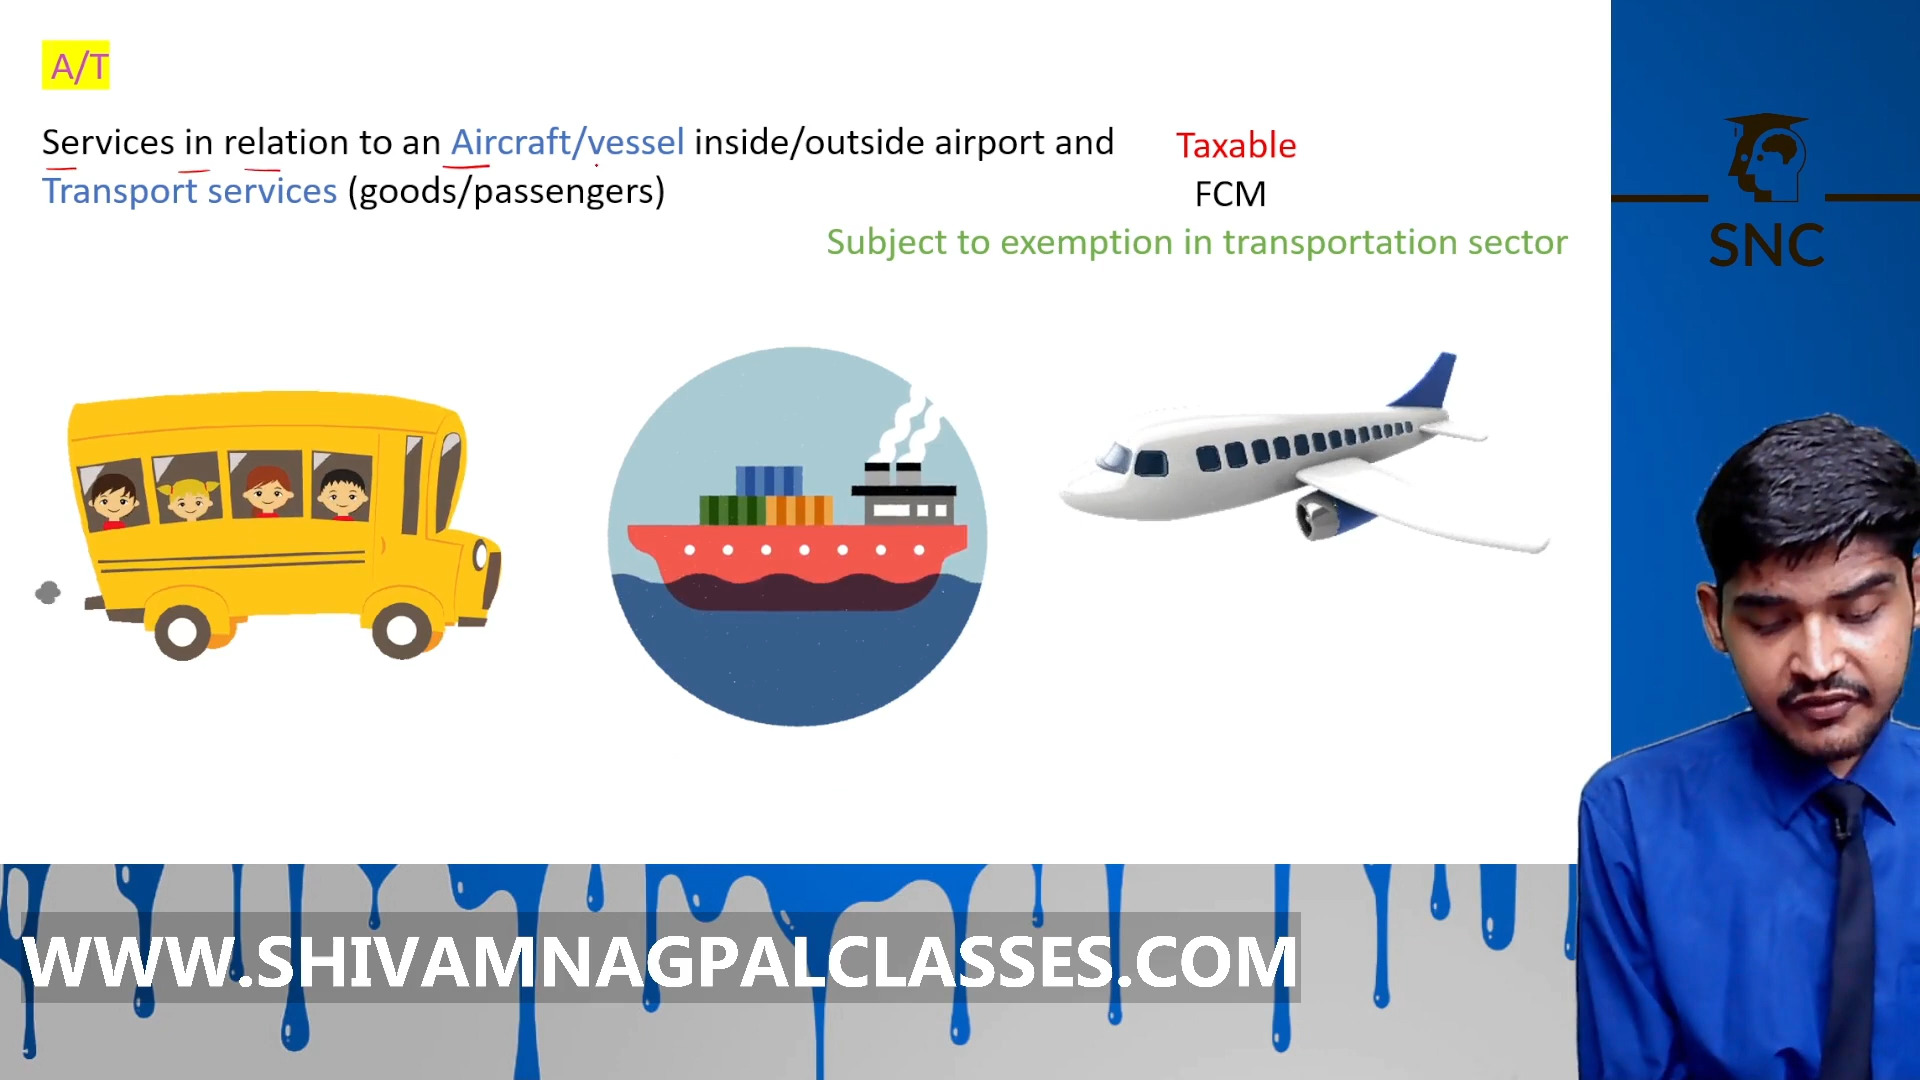 A/T
Services in relation to an Aircraft/vessel inside/outside airport and
Transport services (goods/passengers)
Taxable
FCM
Subject to exemption in transportation sector
SNC
WWW.SHIVAMNAGPALCLASSES.COM